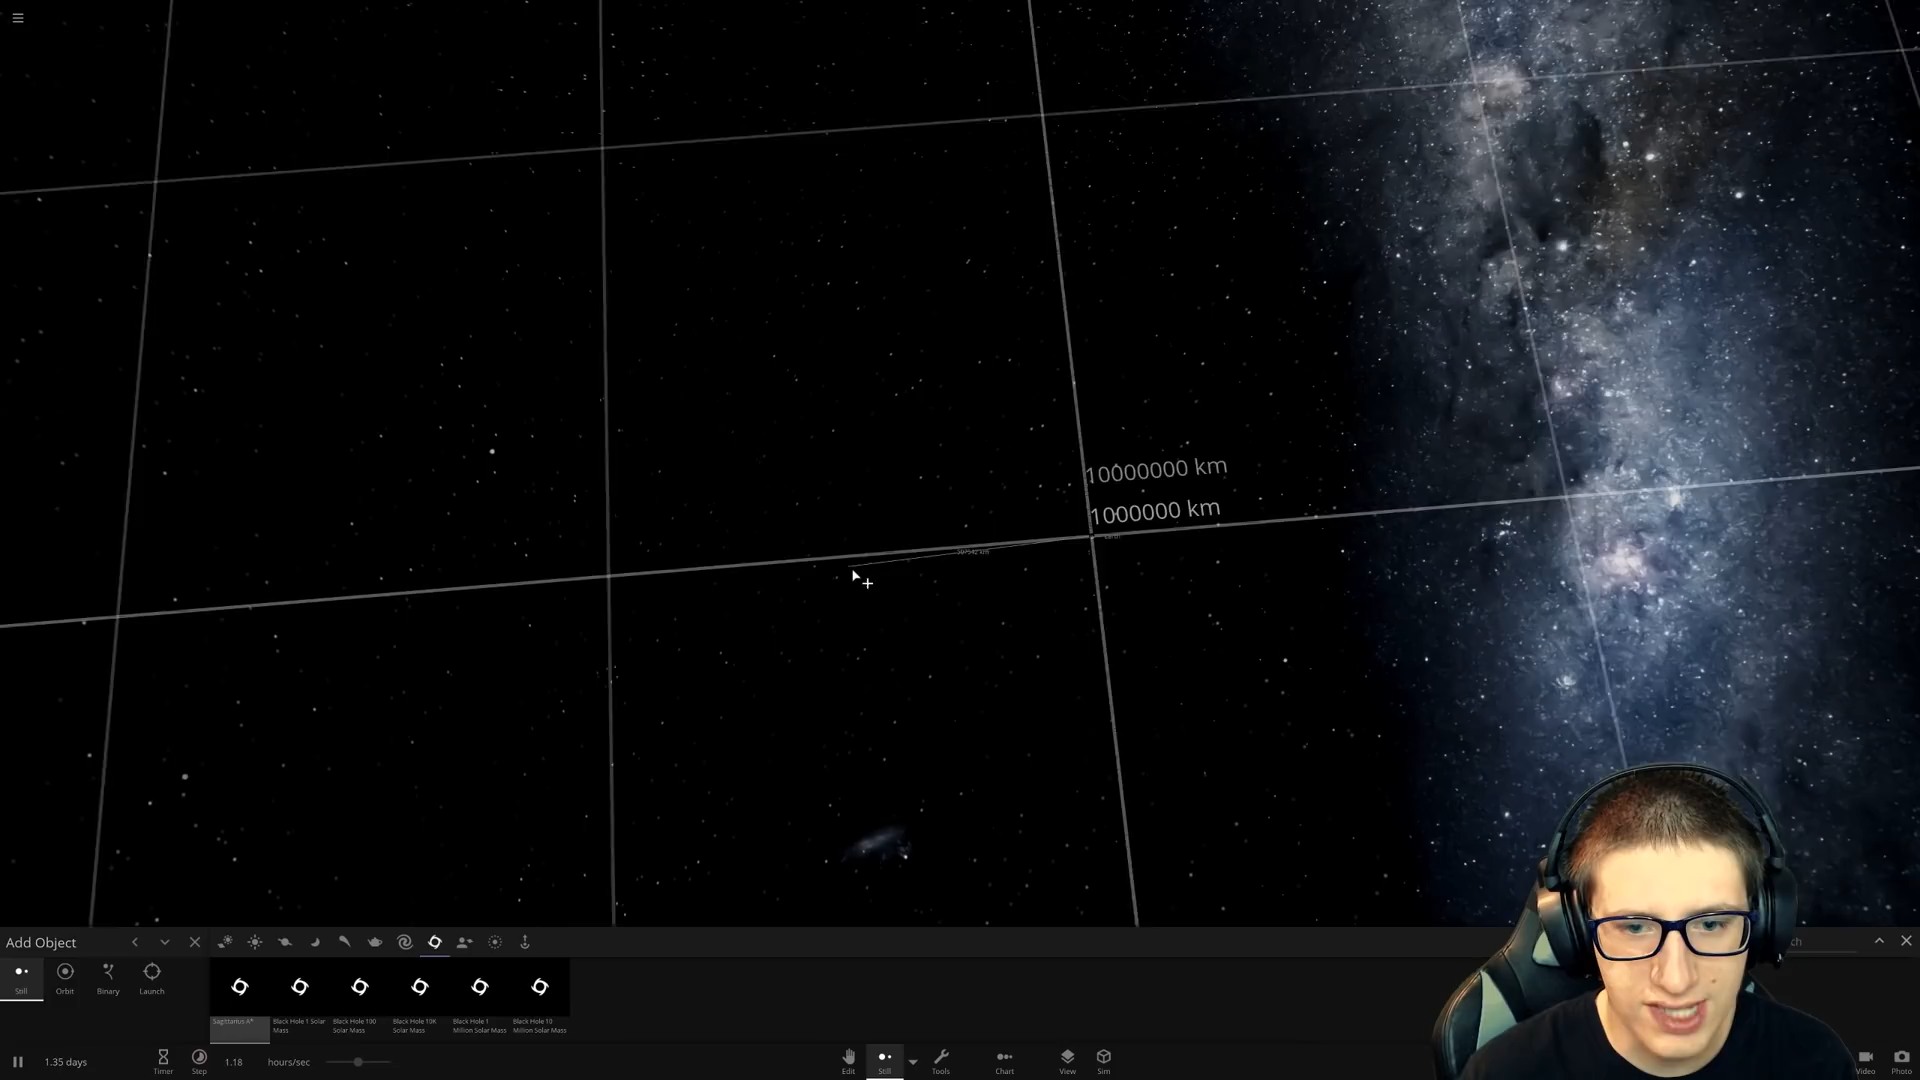 10000000 km
1000000 km
Add Object
Still
Orbit
Binary
Launch
Sagittarius A*
Black Hole 1 Solar
Mass
Black Hole 100
Solar Mass
Black Hole 10K
Solar Mass
Black Hole 1
Million Solar Mass
Black Hole 10
Million Solar Mass
1.35 days
Timer
Step
1.18
hours/sec
Edit
Still
Tools
Chart
View
Sim
Video
Photo